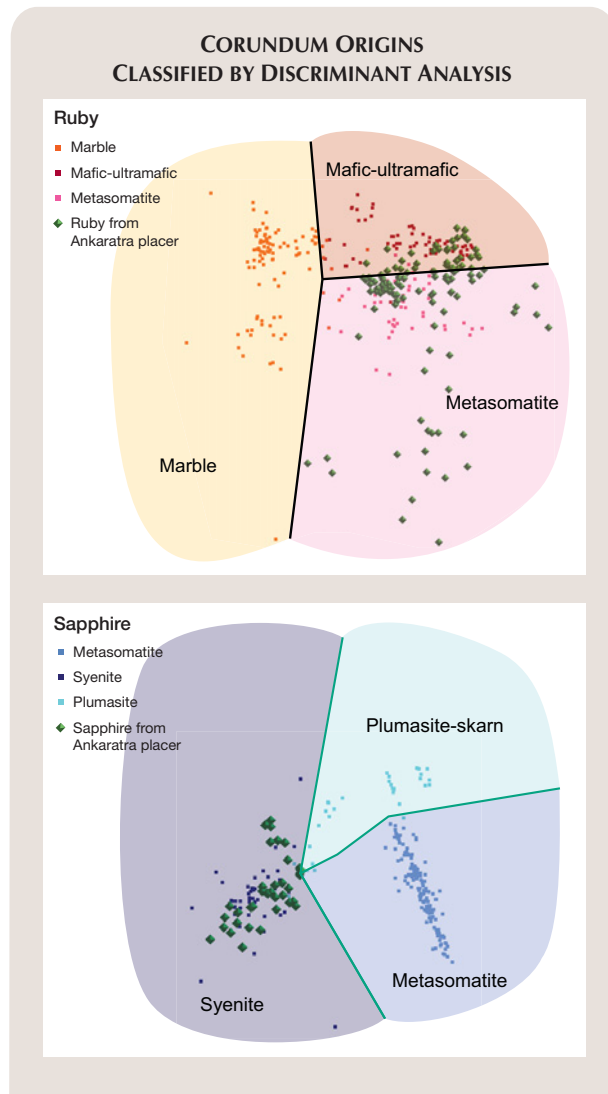 CORUNDUM ORIGINS
CLASSIFIED BY DISCRIMINANT ANALYSIS
Ruby
Marble
Mafic-ultramafic
Metasomatite
Ruby from
Ankaratra placer
Mafic-ultramafic
Metasomatite
Marble
Sapphire
Metasomatite
Syenite
Plumasite
Sapphire from
Ankaratra placer
Plumasite-skarn
Metasomatite
Syenite